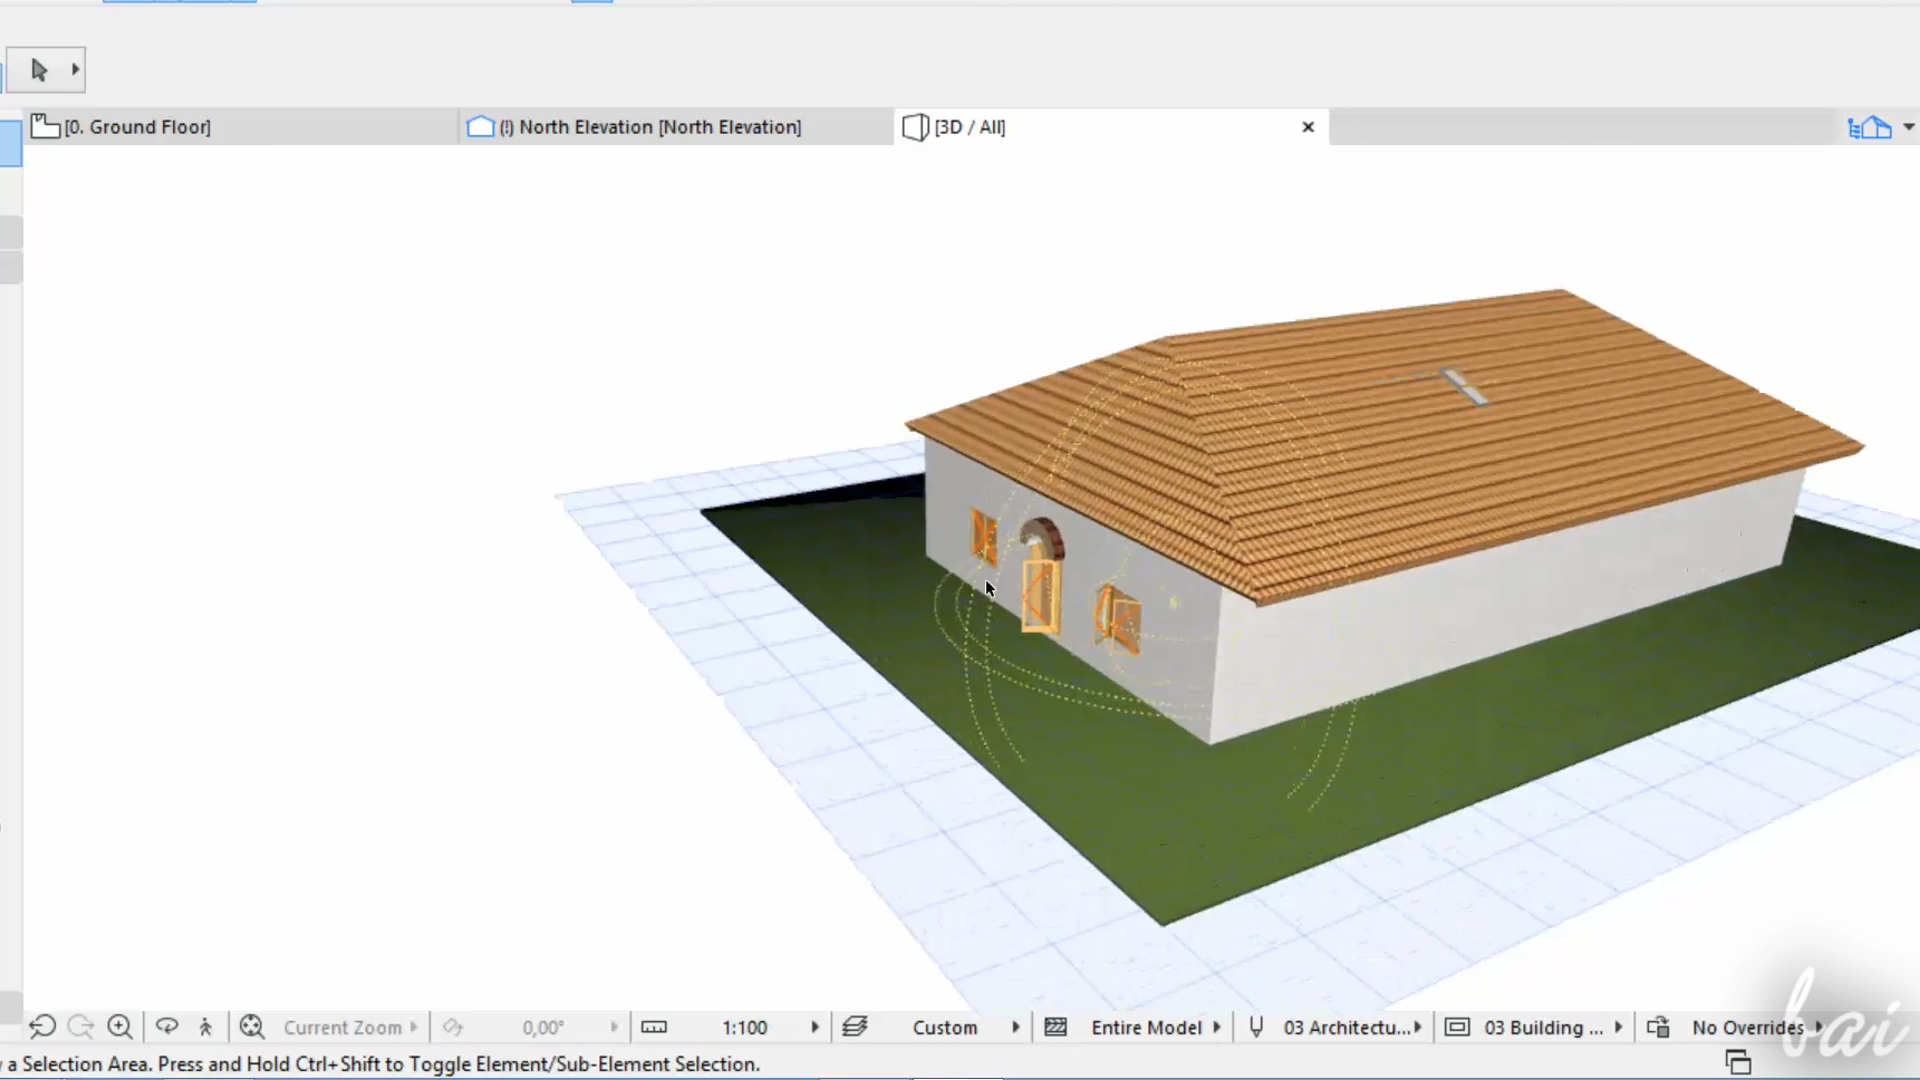 [0. Ground Floor]
(!) North Elevation [North Elevation]
[3D / All]
Current Zoom
0,00°
1:100
Custom
Entire Model
03 Architectu...
03 Building ...
No Overrides
a Selection Area. Press and Hold Ctrl+Shift to Toggle Element/Sub-Element Selection.
bai